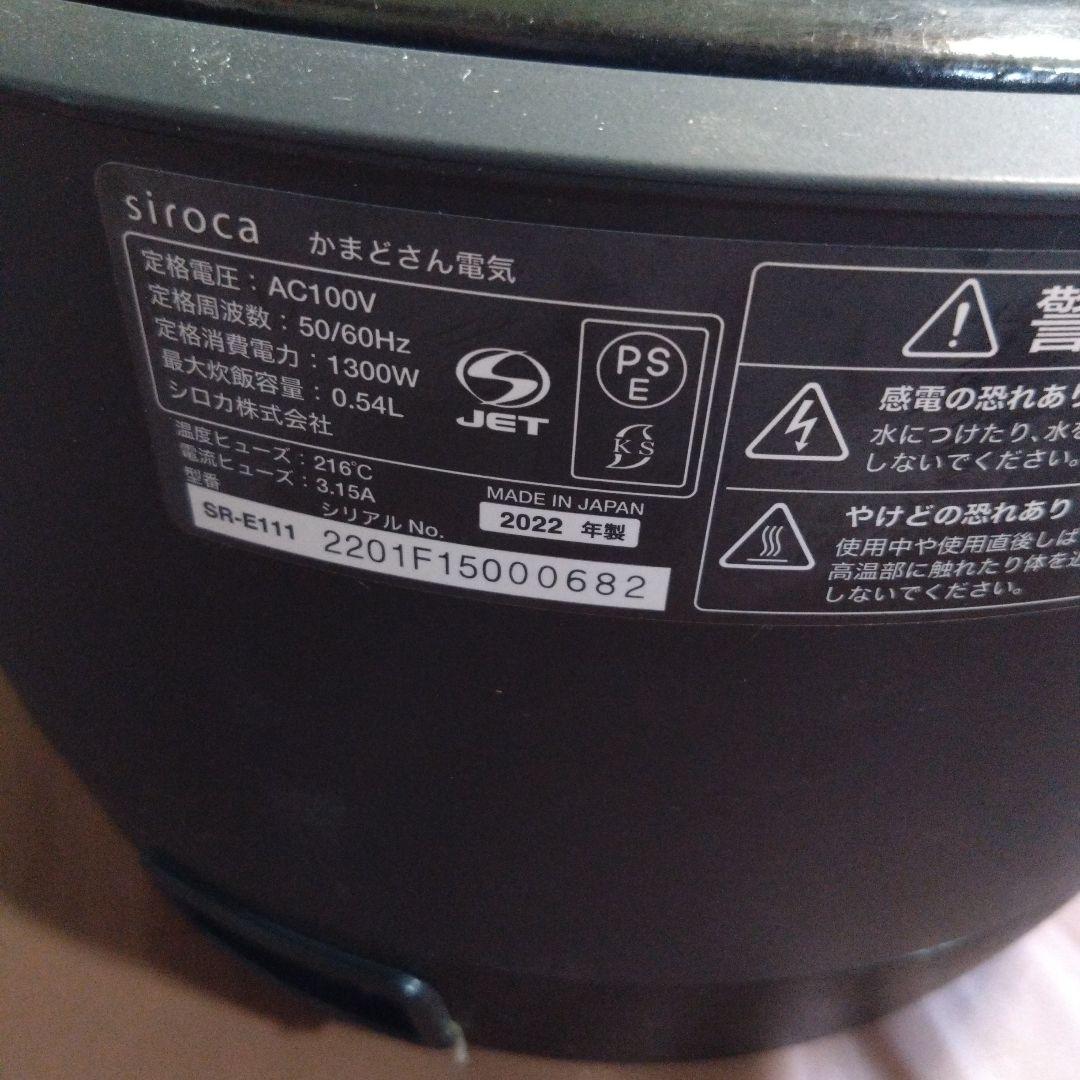 siroca かまどさん電気
定格電圧：AC100V
定格周波数：50/60Hz
定格消費電力：1300W
最大炊飯容量：0.54L
シロカ株式会社
温度ヒューズ：216℃
電流ヒューズ：3.15A
型番
シリアルNo.
SR-E111
2201F15000682
S
JET
PS
E
KS
MADE IN JAPAN
2022 年製
警
感電の恐れあり
水につけたり、水を
しないでください。
やけどの恐れあり
使用中や使用直後しば
高温部に触れたり体を近
しないでください。